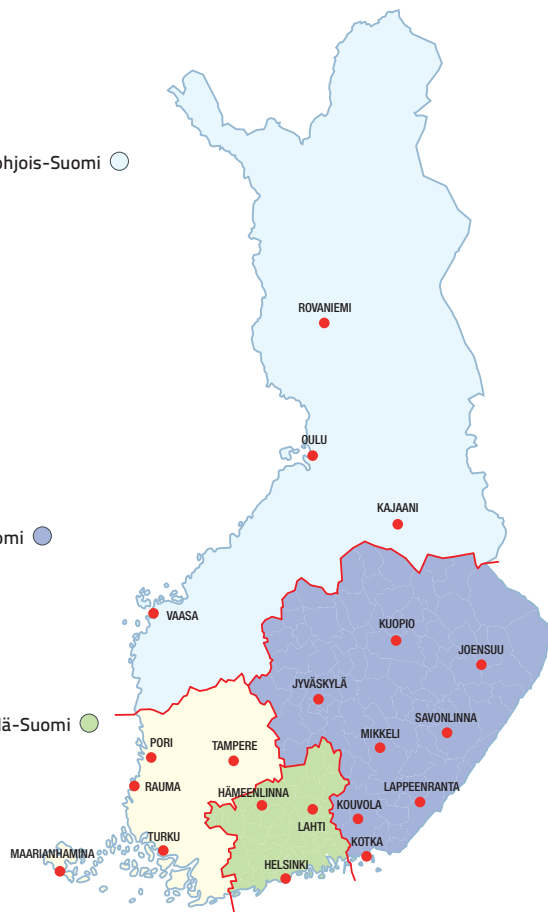 ohjois-Suomi
ROVANIEMI
OULU
KAJAANI
omi
VAASA
KUOPIO
JOENSUU
JYVÄSKYLÄ
SAVONLINNA
lä-Suomi
MIKKELI
PORI
TAMPERE
RAUMA
HÄMEENLINNA
LAPPEENRANTA
KOUVOLA
LAHTI
TURKU
KOTKA
MAARIANHAMINA
HELSINKI